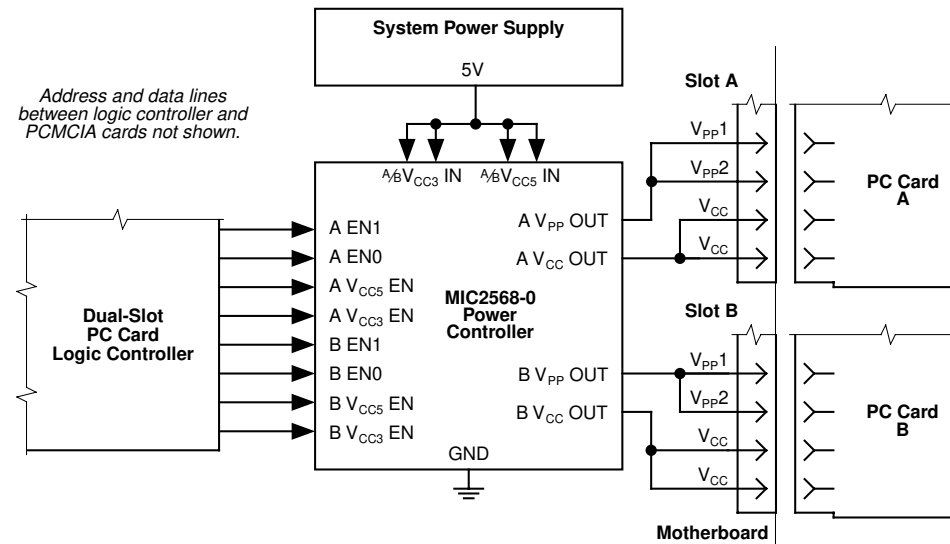 System Power Supply
5V
Address and data lines
between logic controller and
PCMCIA cards not shown.
A/BVCC3 IN
A/BVCC5 IN
Dual-Slot
PC Card
Logic Controller
A EN1
A EN0
A VCC5 EN
A VCC3 EN
B EN1
B EN0
B VCC5 EN
B VCC3 EN
MIC2568-0
Power
Controller
A VPP OUT
A VCC OUT
B VPP OUT
B VCC OUT
GND
Slot A
VPP1
VPP2
VCC
VCC
PC Card
A
Slot B
VPP1
VPP2
VCC
VCC
PC Card
B
Motherboard